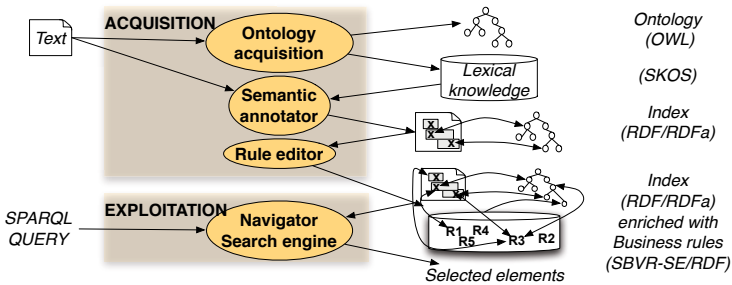 ACQUISITION
Text
Ontology
acquisition
Ontology
(OWL)
Lexical
knowledge
(SKOS)
Semantic
annotator
X
X
X
Index
(RDF/RDFa)
Rule editor
X
X
X
Index
(RDF/RDFa)
enriched with
Business rules
(SBVR-SE/RDF)
EXPLOITATION
SPARQL
QUERY
Navigator
Search engine
R1 R4
R5 R3 R2
Selected elements